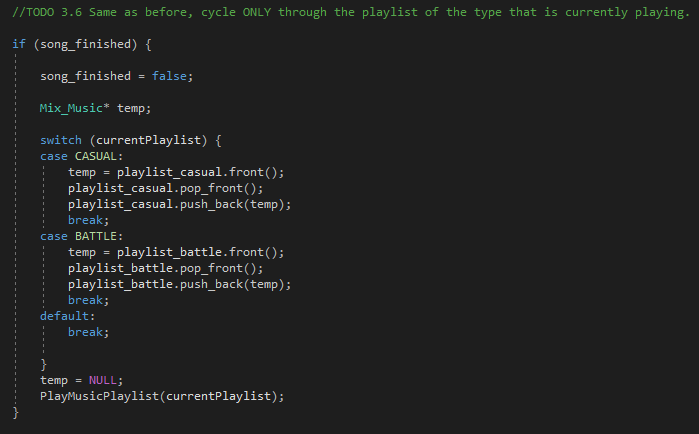 //TODO 3.6 Same as before, cycle ONLY through the playlist of the type that is currently playing.
if (song_finished) {
song_finished = false;
Mix_Music* temp;
switch (currentPlaylist) {
case CASUAL:
temp = playlist_casual.front();
playlist_casual.pop_front();
playlist_casual.push_back(temp);
break;
case BATTLE:
temp = playlist_battle.front();
playlist_battle.pop_front();
playlist_battle.push_back(temp);
break;
default:
break;
}
temp = NULL;
PlayMusicPlaylist(currentPlaylist);
}